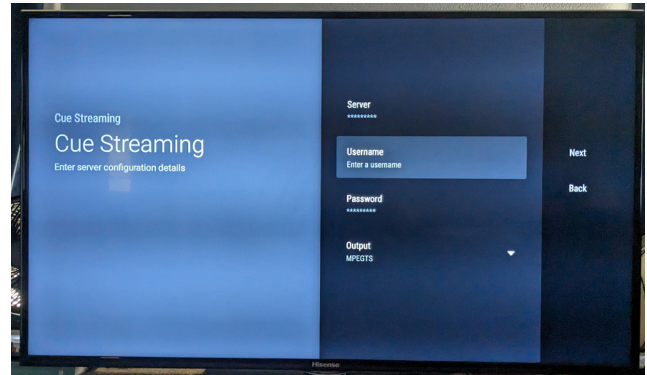 Cue Streaming
Cue Streaming
Enter server configuration details
Server
*********
Username
Enter a username
Password
*********
Output
MPEGTS
Next
Back
Hisense